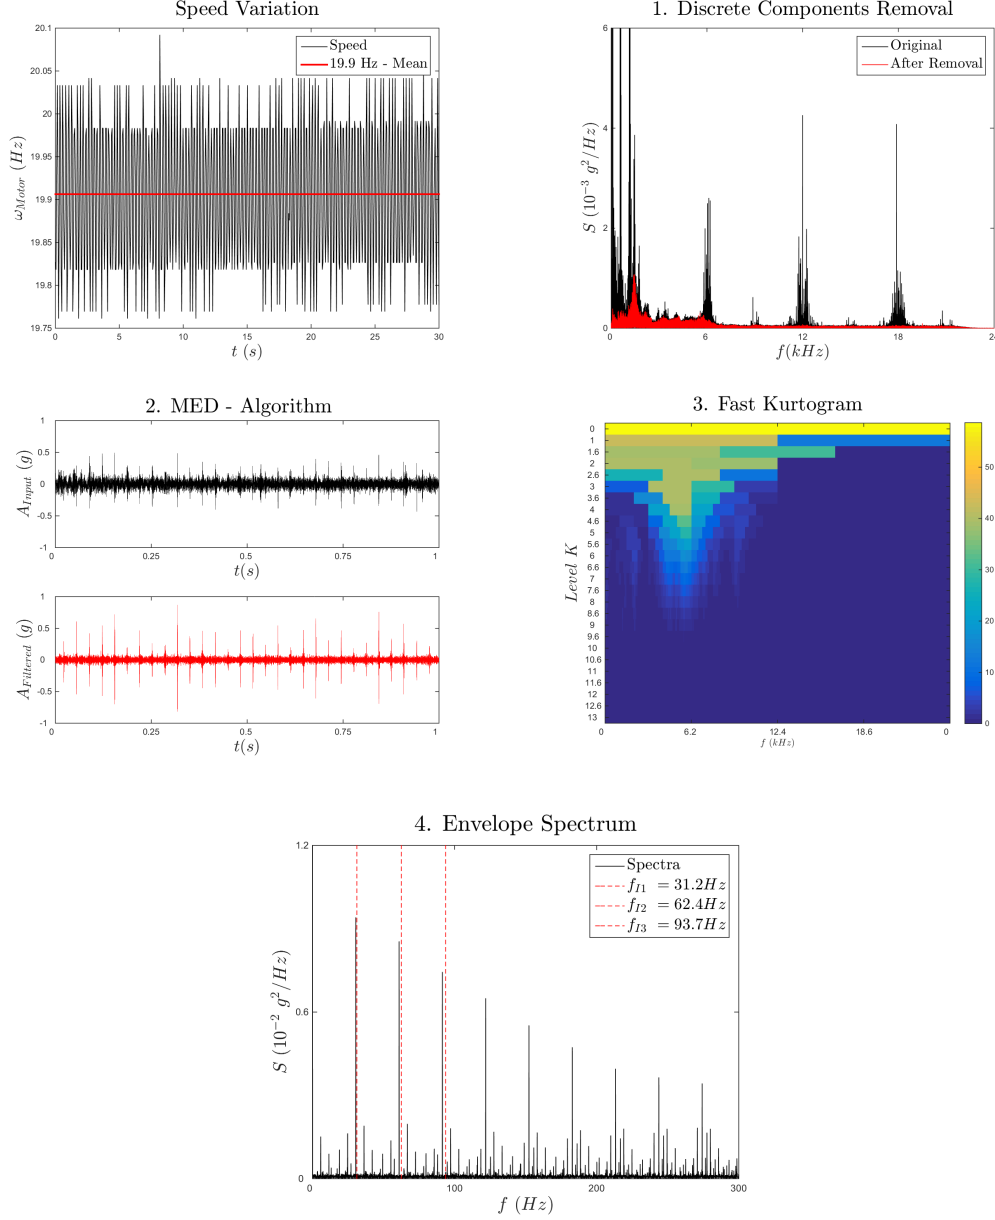 Speed Variation
20.1
20.05
20
19.95
19.9
19.85
19.8
19.75
ω_Motor (Hz)
Speed
19.9 Hz - Mean
0 5 10 15 20 25 30
t (s)
1. Discrete Components Removal
6
4
2
0
S (10⁻³ g²/Hz)
Original
After Removal
0 6 12 18 2
f(kHz)
2. MED - Algorithm
1
0.5
0
-0.5
-1
A_Input (g)
0 0.25 0.5 0.75 1
t(s)
1
0.5
0
-0.5
-1
A_Filtered (g)
0 0.25 0.5 0.75 1
t(s)
3. Fast Kurtogram
0
1
1.6
2
2.6
3
3.6
4
4.6
5
5.6
6
6.6
7
7.6
8
8.6
9
9.6
10
10.6
11
11.6
12
12.6
13
Level K
0 6.2 12.4 18.6 0
f (kHz)
50
40
30
20
10
0
4. Envelope Spectrum
1.2
0.6
0
S (10⁻² g²/Hz)
Spectra
f_I1 = 31.2Hz
f_I2 = 62.4Hz
f_I3 = 93.7Hz
0 100 200 300
f (Hz)